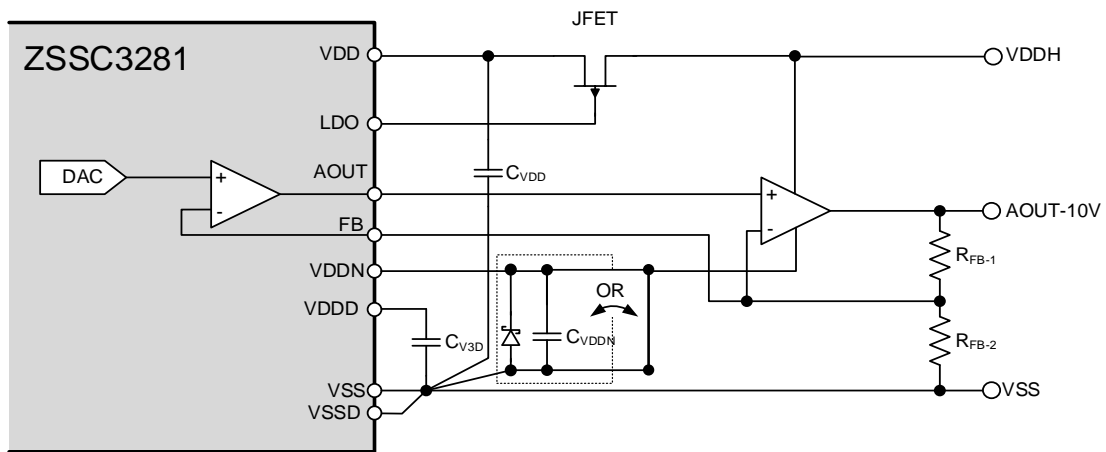 JFET
ZSSC3281
VDD
VDDH
LDO
DAC
+
-
AOUT
CVDD
+
-
AOUT-10V
FB
RFB-1
VDDN
OR
VDDD
CV3D
CVDDN
RFB-2
VSS
VSS
VSSD